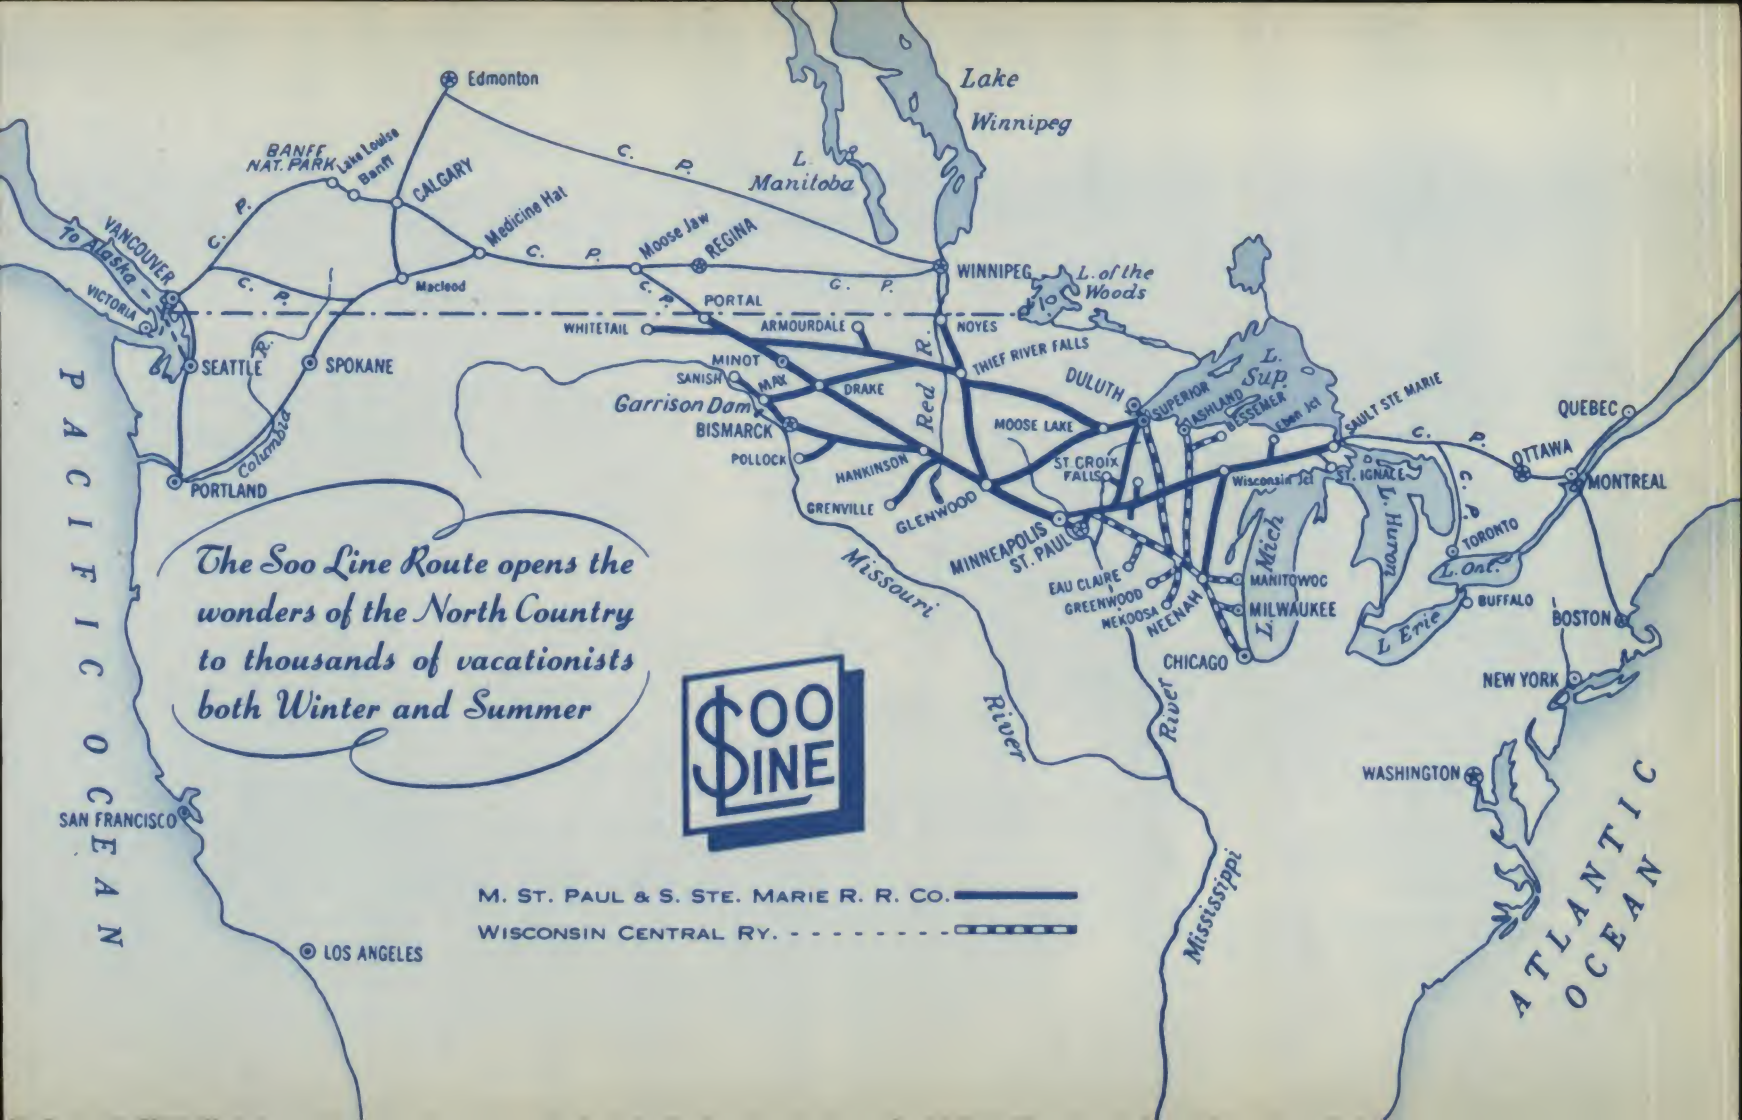 Edmonton
Lake
Winnipeg
L.
Manitoba
BANFF
NAT. PARK
Lake Louise
Banff
CALGARY
C. P.
Medicine Hat
C. P.
VANCOUVER
To Alaska
VICTORIA
C. P.
Macleod
C. P.
Moose Jaw
REGINA
C. P.
WINNIPEG
L. of the
Woods
C. P.
PORTAL
WHITETAIL
ARMOURDALE
NOYES
SEATTLE
R.
SPOKANE
MINOT
SANISH
MAX
DRAKE
Red R.
THIEF RIVER FALLS
Garrison Dam
BISMARCK
POLLOCK
HANKINSON
GRENVILLE
GLENWOOD
MOOSE LAKE
DULUTH
SUPERIOR
ASHLAND
BESSEMER
L.
Sup.
Eben Jct
SAULT STE MARIE
ST CROIX
FALLS
Wisconsin Jct
ST. IGNACE
C. P.
OTTAWA
QUEBEC
MONTREAL
C. P.
TORONTO
L. Ont.
BUFFALO
L. Huron
L. Erie
L. Mich
Columbia
PORTLAND
MINNEAPOLIS
ST. PAUL
EAU CLAIRE
GREENWOOD
NEKOOSA
NEENAH
MANITOWOC
MILWAUKEE
CHICAGO
BOSTON
NEW YORK
WASHINGTON
Missouri
River
River
Mississippi
PACIFIC OCEAN
The Soo Line Route opens the
wonders of the North Country
to thousands of vacationists
both Winter and Summer
SOO
LINE
SAN FRANCISCO
LOS ANGELES
M. ST. PAUL & S. STE. MARIE R. R. CO.
WISCONSIN CENTRAL RY. - - - - - - - - -
ATLANTIC
OCEAN